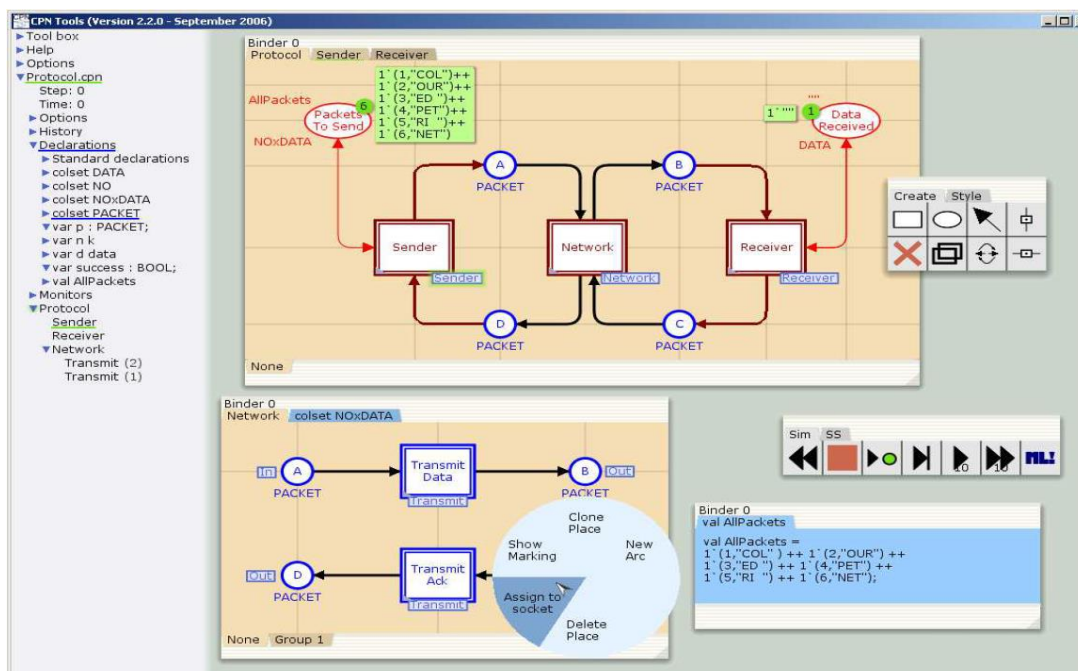 CPN Tools (Version 2.2.0 - September 2006)
Tool box
Help
Options
Protocol.cpn
Step: 0
Time: 0
Options
History
Declarations
Standard declarations
colset DATA
colset NO
colset NOxDATA
colset PACKET
var p : PACKET;
var n k
var d data
var success : BOOL;
val AllPackets
Monitors
Protocol
Sender
Receiver
Network
Transmit (2)
Transmit (1)
Binder 0
Protocol Sender Receiver
AllPackets
Packets
To Send
NOxDATA
6
1`(1,"COL")++
1`(2,"OUR")++
1`(3,"ED ")++
1`(4,"PET")++
1`(5,"RI  ")++
1`(6,"NET")
1`""
1
""
Data
Received
DATA
A
PACKET
B
PACKET
Sender
Sender
Network
Network
Receiver
Receiver
D
PACKET
C
PACKET
None
Create Style
Binder 0
Network colset NOxDATA
In
A
PACKET
Transmit
Data
Transmit
B
Out
PACKET
Out
D
PACKET
Transmit
Ack
Transmit
Clone
Place
Show
Marking
New
Arc
Assign to
socket
Delete
Place
None Group 1
Sim SS
10
ML!
Binder 0
val AllPackets
val AllPackets =
1`(1,"COL" ) ++ 1`(2,"OUR") ++
1`(3,"ED ") ++ 1`(4,"PET") ++
1`(5,"RI  ") ++ 1`(6,"NET");